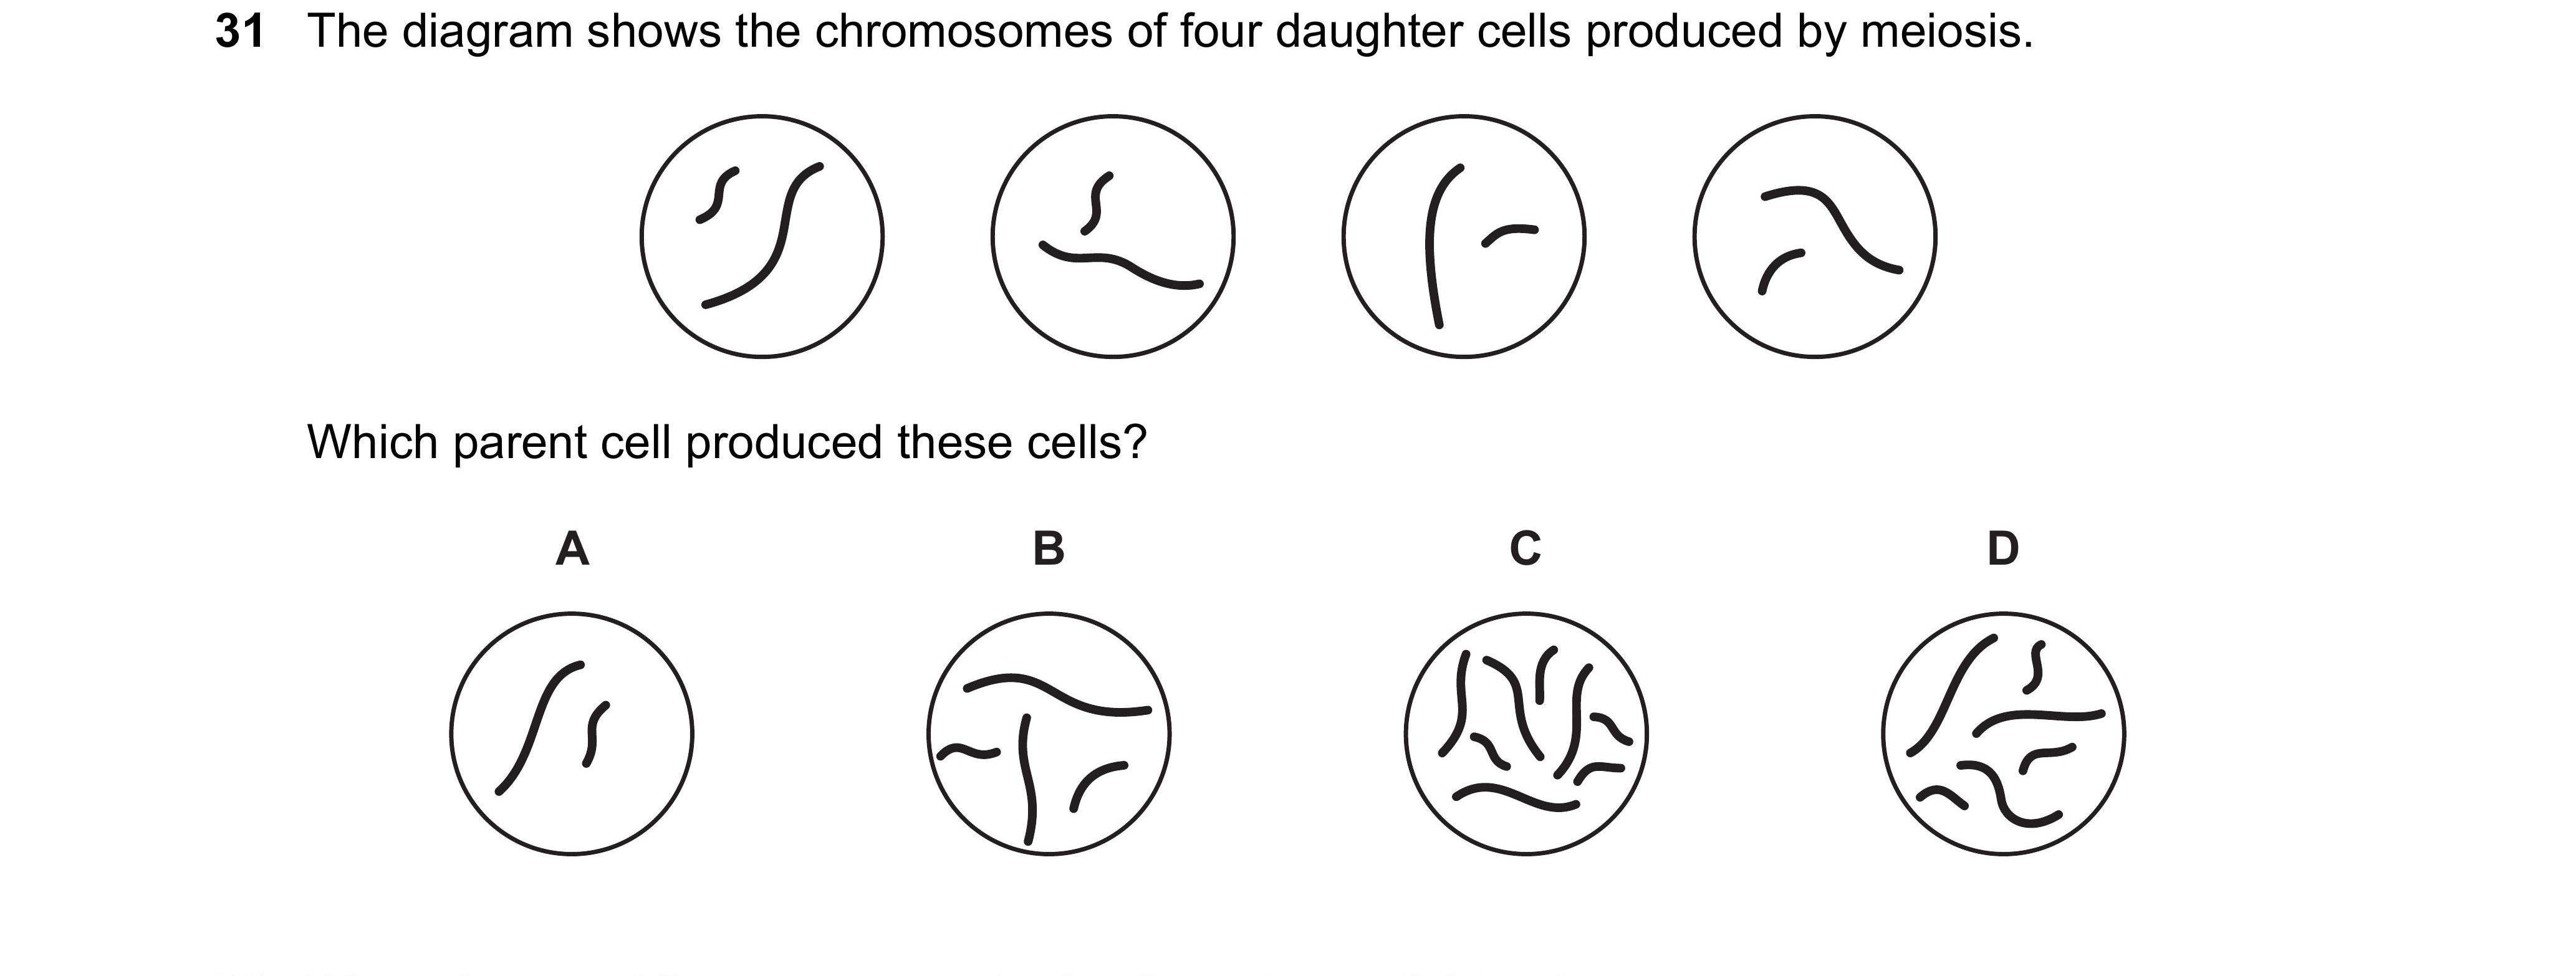 31 The diagram shows the chromosomes of four daughter cells produced by meiosis.
Which parent cell produced these cells?
A B C D